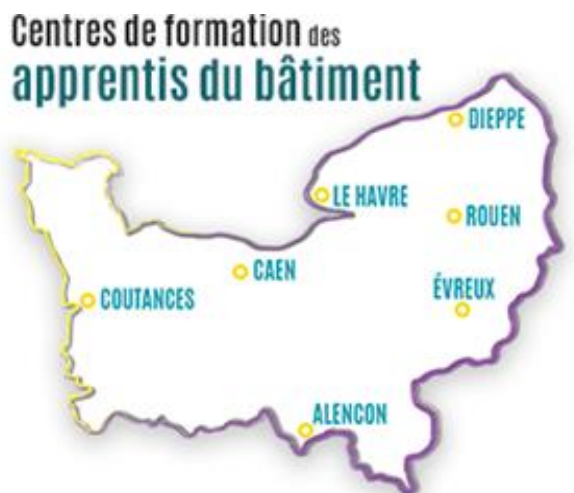 Centres de formation des
apprentis du bâtiment
DIEPPE
LE HAVRE
ROUEN
CAEN
ÉVREUX
COUTANCES
ALENCON